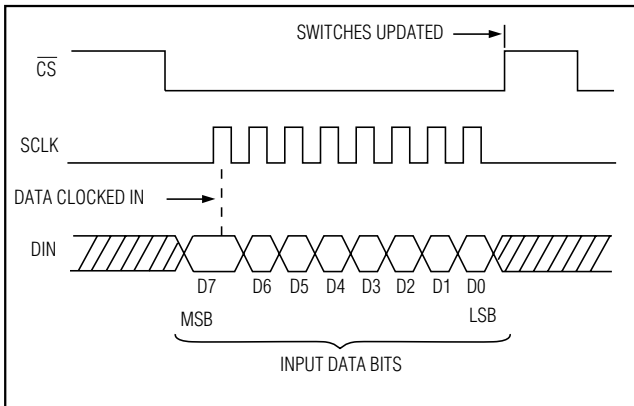 SWITCHES UPDATED
CS
SCLK
DATA CLOCKED IN
DIN
D7 D6 D5 D4 D3 D2 D1 D0
MSB LSB
INPUT DATA BITS